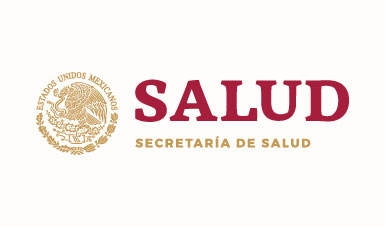 ESTADOS UNIDOS MEXICANOS
SALUD
SECRETARÍA DE SALUD